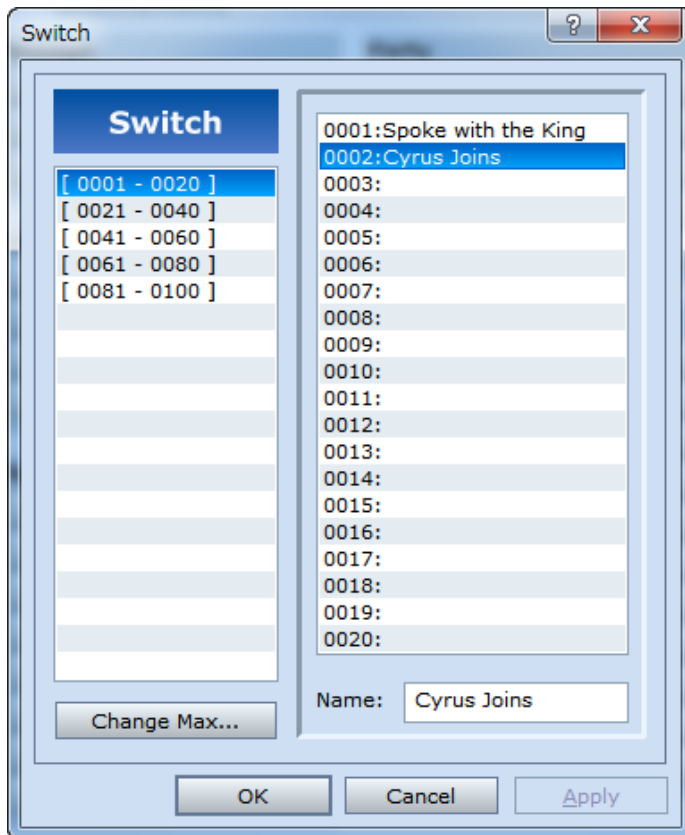 Switch
Switch
[ 0001 - 0020 ]
[ 0021 - 0040 ]
[ 0041 - 0060 ]
[ 0061 - 0080 ]
[ 0081 - 0100 ]
Change Max...
0001:Spoke with the King
0002:Cyrus Joins
0003:
0004:
0005:
0006:
0007:
0008:
0009:
0010:
0011:
0012:
0013:
0014:
0015:
0016:
0017:
0018:
0019:
0020:
Name: Cyrus Joins
OK Cancel Apply